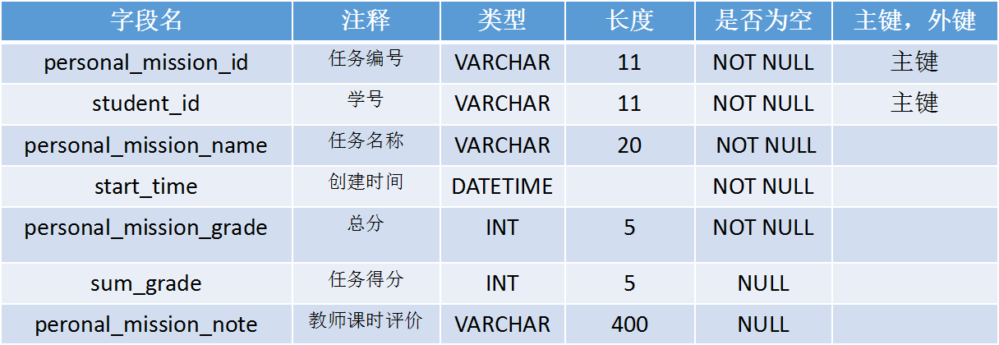 字段名 注释 类型 长度 是否为空 主键，外键
personal_mission_id 任务编号 VARCHAR 11 NOT NULL 主键
student_id 学号 VARCHAR 11 NOT NULL 主键
personal_mission_name 任务名称 VARCHAR 20 NOT NULL
start_time 创建时间 DATETIME NOT NULL
personal_mission_grade 总分 INT 5 NOT NULL
sum_grade 任务得分 INT 5 NULL
peronal_mission_note 教师课时评价 VARCHAR 400 NULL